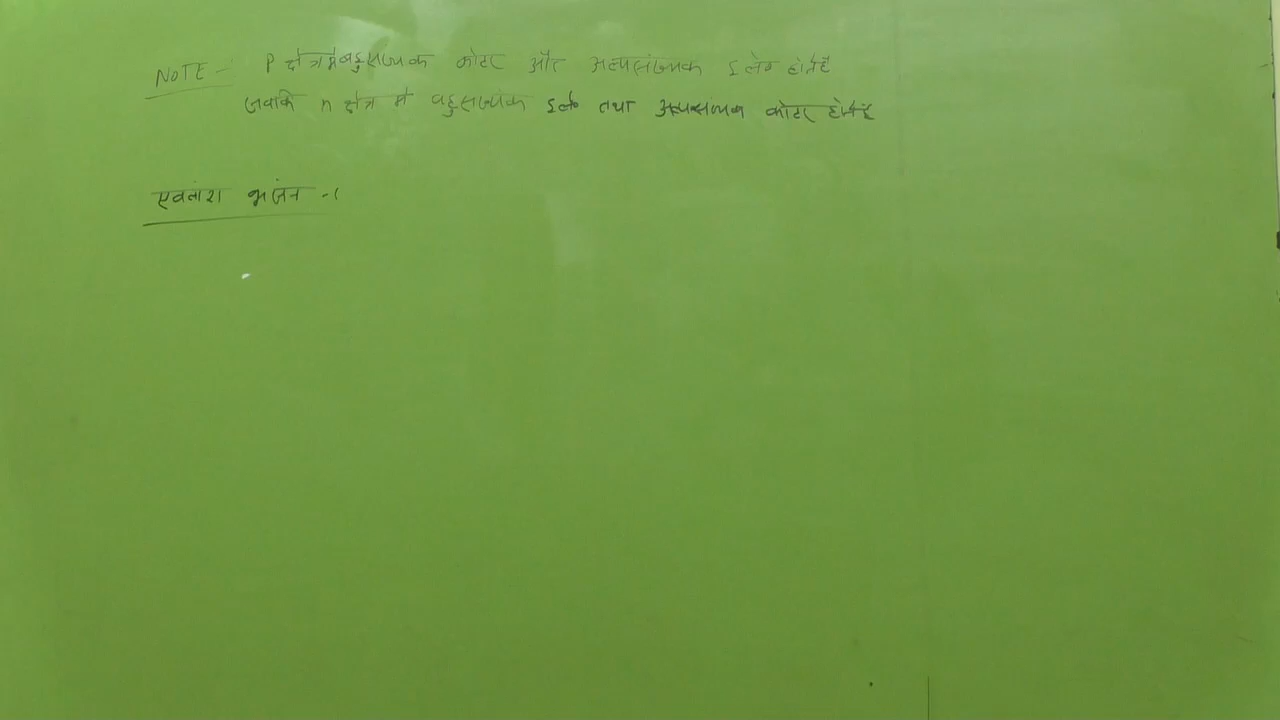 NOTE :- P क्षेत्र में बहुसंख्यक कोटर और अल्पसंख्यक इले० होते हैं
जबकि n क्षेत्र में बहुसंख्यक इले० तथा अल्पसंख्यक कोटर होते हैं
एवलांश भंजन -: